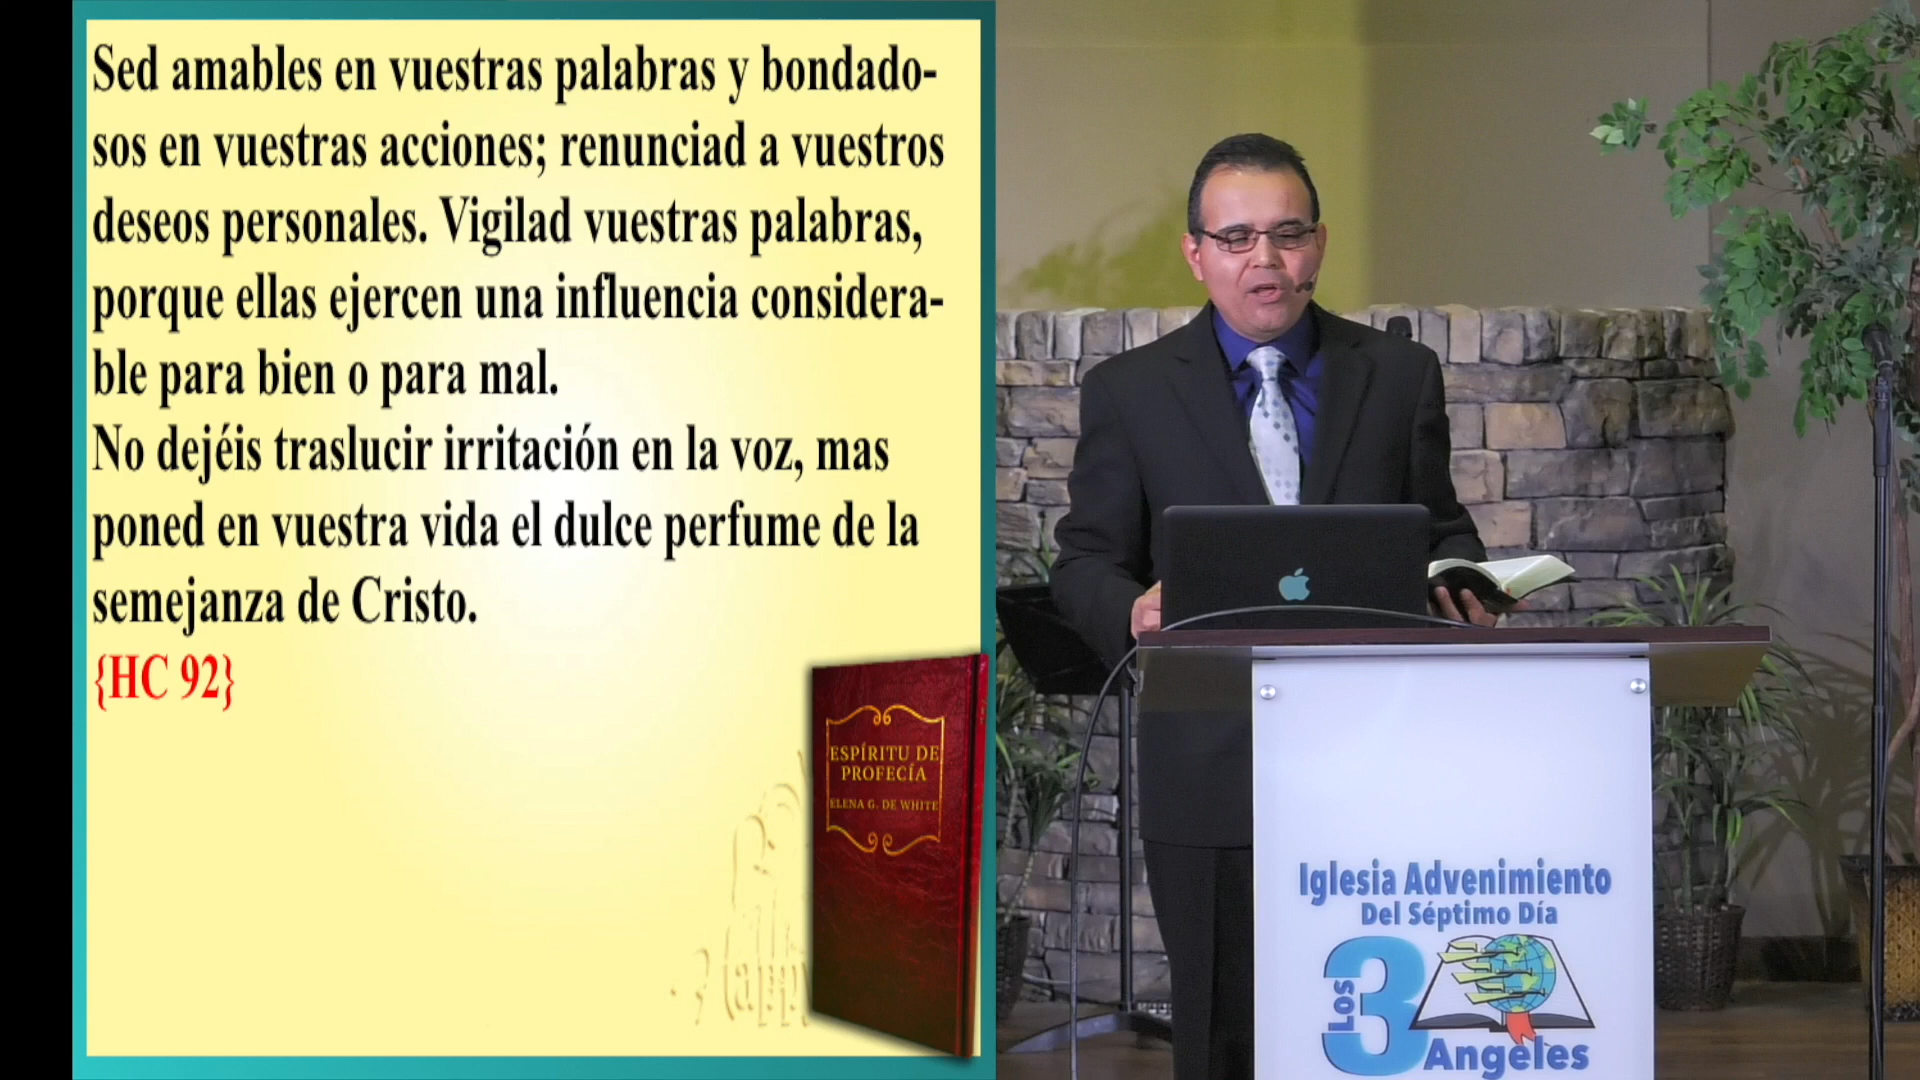 Sed amables en vuestras palabras y bondado-
sos en vuestras acciones; renunciad a vuestros
deseos personales. Vigilad vuestras palabras,
porque ellas ejercen una influencia considera-
ble para bien o para mal.
No dejéis traslucir irritación en la voz, mas
poned en vuestra vida el dulce perfume de la
semejanza de Cristo.
{HC 92}
ESPÍRITU DE
PROFECÍA
ELENA G. DE WHITE
Iglesia Advenimiento
Del Séptimo Día
Los 3
Angeles